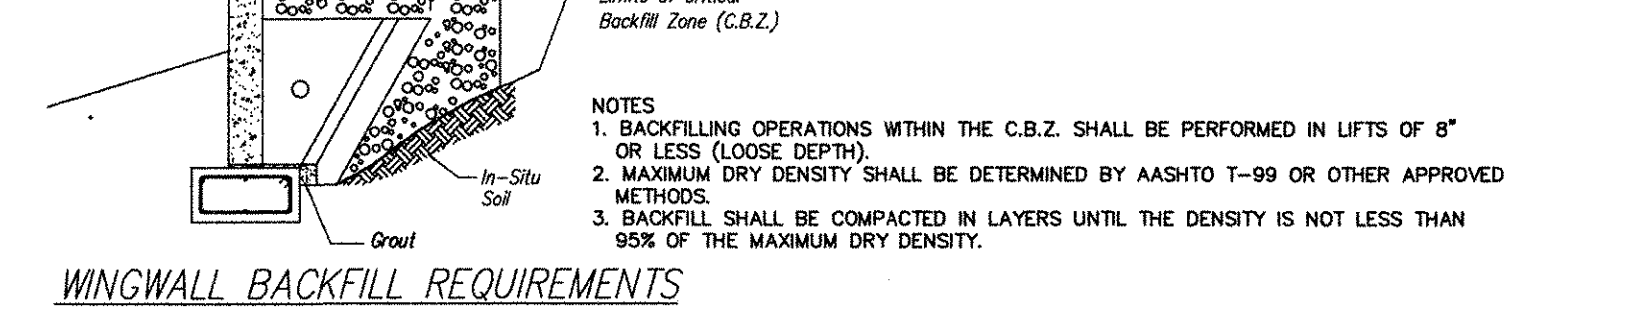 Backfill Zone (C.B.Z.)
NOTES
1. BACKFILLING OPERATIONS WITHIN THE C.B.Z. SHALL BE PERFORMED IN LIFTS OF 8"
OR LESS (LOOSE DEPTH).
2. MAXIMUM DRY DENSITY SHALL BE DETERMINED BY AASHTO T-99 OR OTHER APPROVED
METHODS.
3. BACKFILL SHALL BE COMPACTED IN LAYERS UNTIL THE DENSITY IS NOT LESS THAN
95% OF THE MAXIMUM DRY DENSITY.
In-Situ
Soil
Grout
WINGWALL BACKFILL REQUIREMENTS